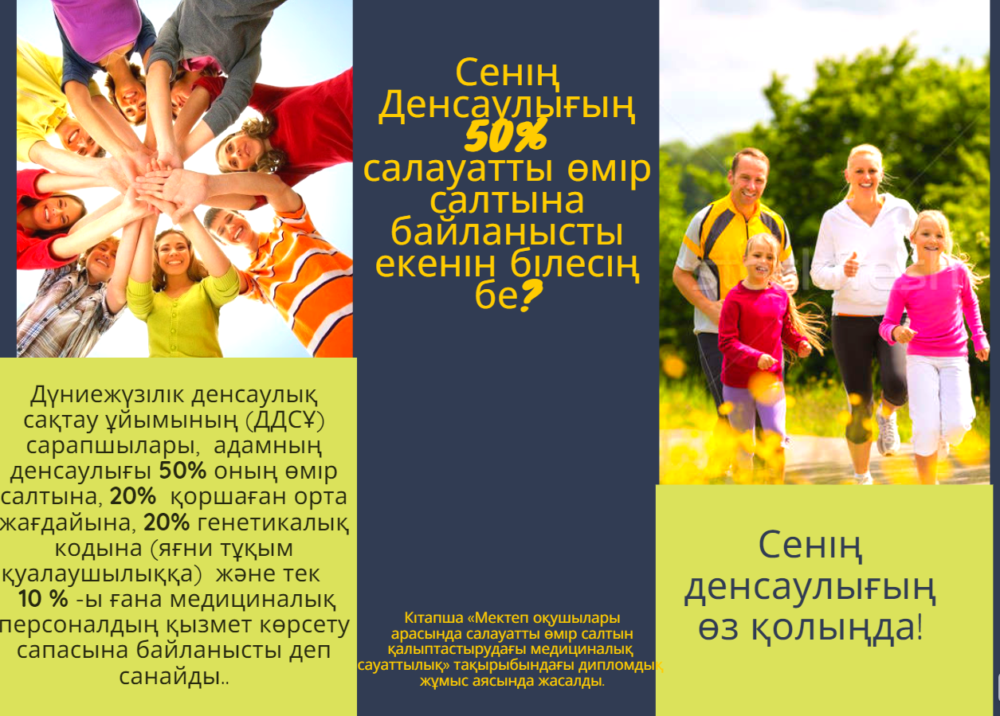 Дүниежүзілік денсаулық
сақтау ұйымының (ДДСҰ)
сарапшылары, адамның
денсаулығы 50% оның өмір
салтына, 20% қоршаған орта
жағдайына, 20% генетикалық
кодына (яғни тұқым
қуалаушылыққа) және тек
10 % -ы ғана медициналық
персоналдың қызмет көрсету
сапасына байланысты деп
санайды..
Сенің
Денсаулығың
50%
салауатты өмір
салтына
байланысты
екенін білесің
бе?
Кітапша «Мектеп оқушылары
арасында салауатты өмір салтын
қалыптастырудағы медициналық
сауаттылық» тақырыбындағы дипломдық
жұмыс аясында жасалды.
Сенің
денсаулығың
өз қолыңда!